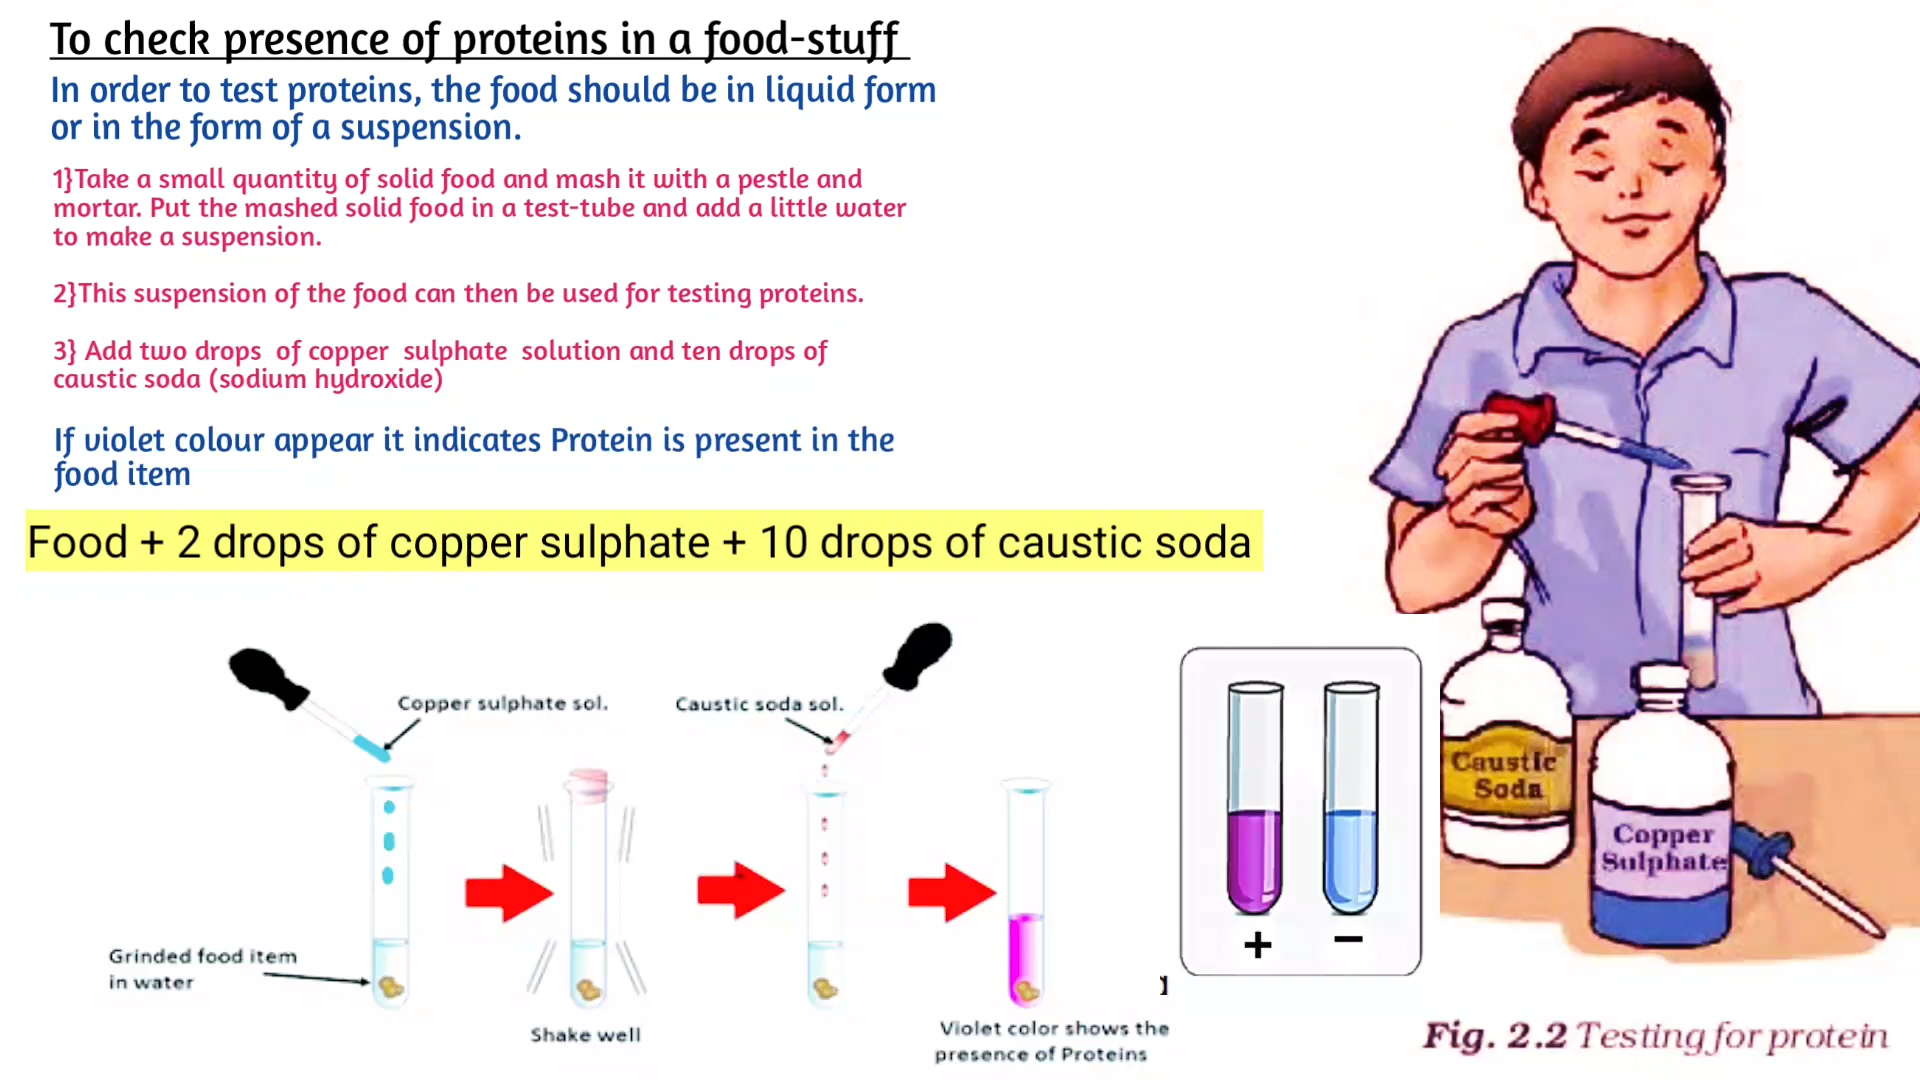 To check presence of proteins in a food-stuff
In order to test proteins, the food should be in liquid form
or in the form of a suspension.
1}Take a small quantity of solid food and mash it with a pestle and
mortar. Put the mashed solid food in a test-tube and add a little water
to make a suspension.
2}This suspension of the food can then be used for testing proteins.
3} Add two drops of copper sulphate solution and ten drops of
caustic soda (sodium hydroxide)
If violet colour appear it indicates Protein is present in the
food item
Food + 2 drops of copper sulphate + 10 drops of caustic soda
Copper sulphate sol.
Caustic soda sol.
Grinded food item
in water
Shake well
Violet color shows the
presence of Proteins
+ −
Caustic
Soda
Copper
Sulphate
Fig. 2.2 Testing for protein